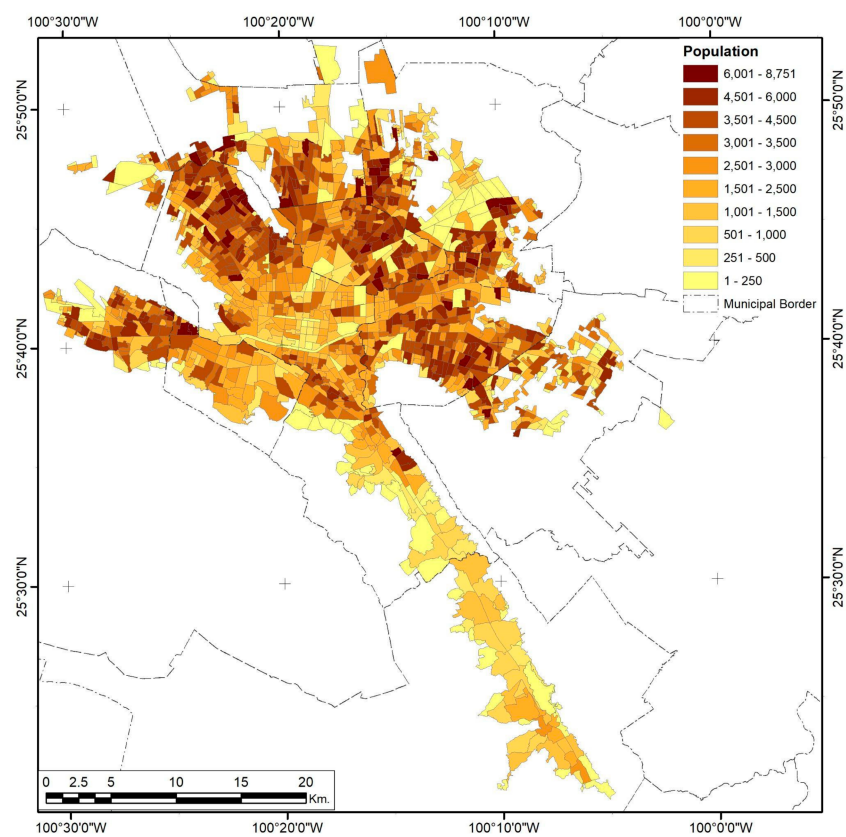 100°30'0"W 100°20'0"W 100°10'0"W 100°0'0"W
Population
6,001 - 8,751
4,501 - 6,000
3,501 - 4,500
3,001 - 3,500
2,501 - 3,000
1,501 - 2,500
1,001 - 1,500
501 - 1,000
251 - 500
1 - 250
Municipal Border
25°50'0"N 25°50'0"N
25°40'0"N 25°40'0"N
25°30'0"N 25°30'0"N
0 2.5 5 10 15 20
Km.
100°30'0"W 100°20'0"W 100°10'0"W 100°0'0"W